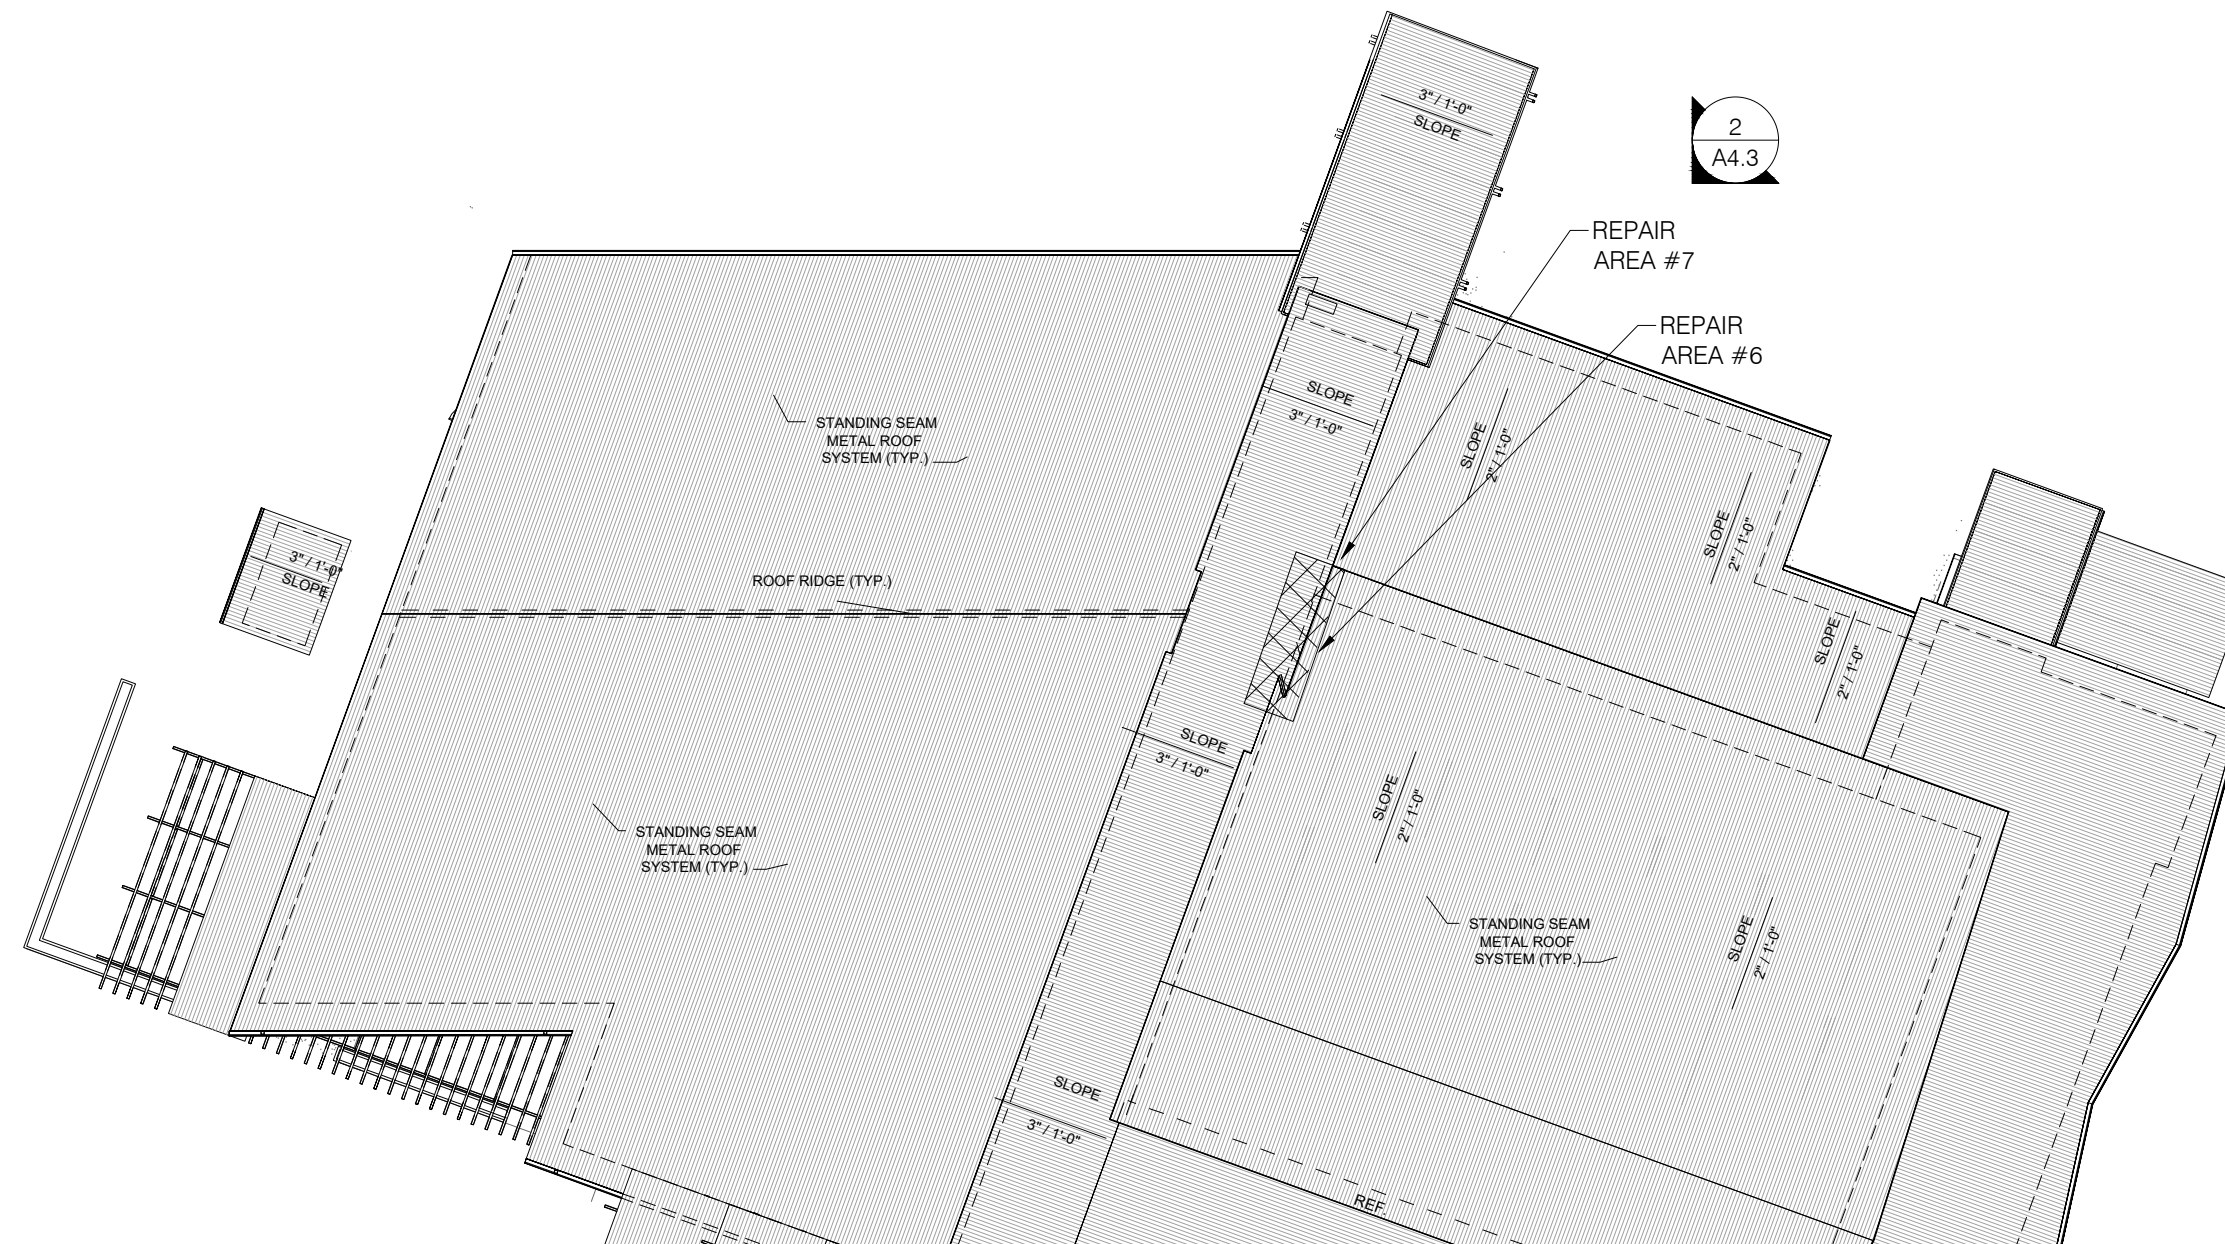 3" / 1'-0"
SLOPE
2
A4.3
REPAIR
AREA #7
REPAIR
AREA #6
SLOPE
3" / 1'-0"
STANDING SEAM
METAL ROOF
SYSTEM (TYP.)
SLOPE
2" / 1'-0"
SLOPE
2" / 1'-0"
3" / 1'-0"
SLOPE
ROOF RIDGE (TYP.)
SLOPE
2" / 1'-0"
SLOPE
3" / 1'-0"
SLOPE
2" / 1'-0"
STANDING SEAM
METAL ROOF
SYSTEM (TYP.)
STANDING SEAM
METAL ROOF
SYSTEM (TYP.)
SLOPE
2" / 1'-0"
SLOPE
3" / 1'-0"
REF.